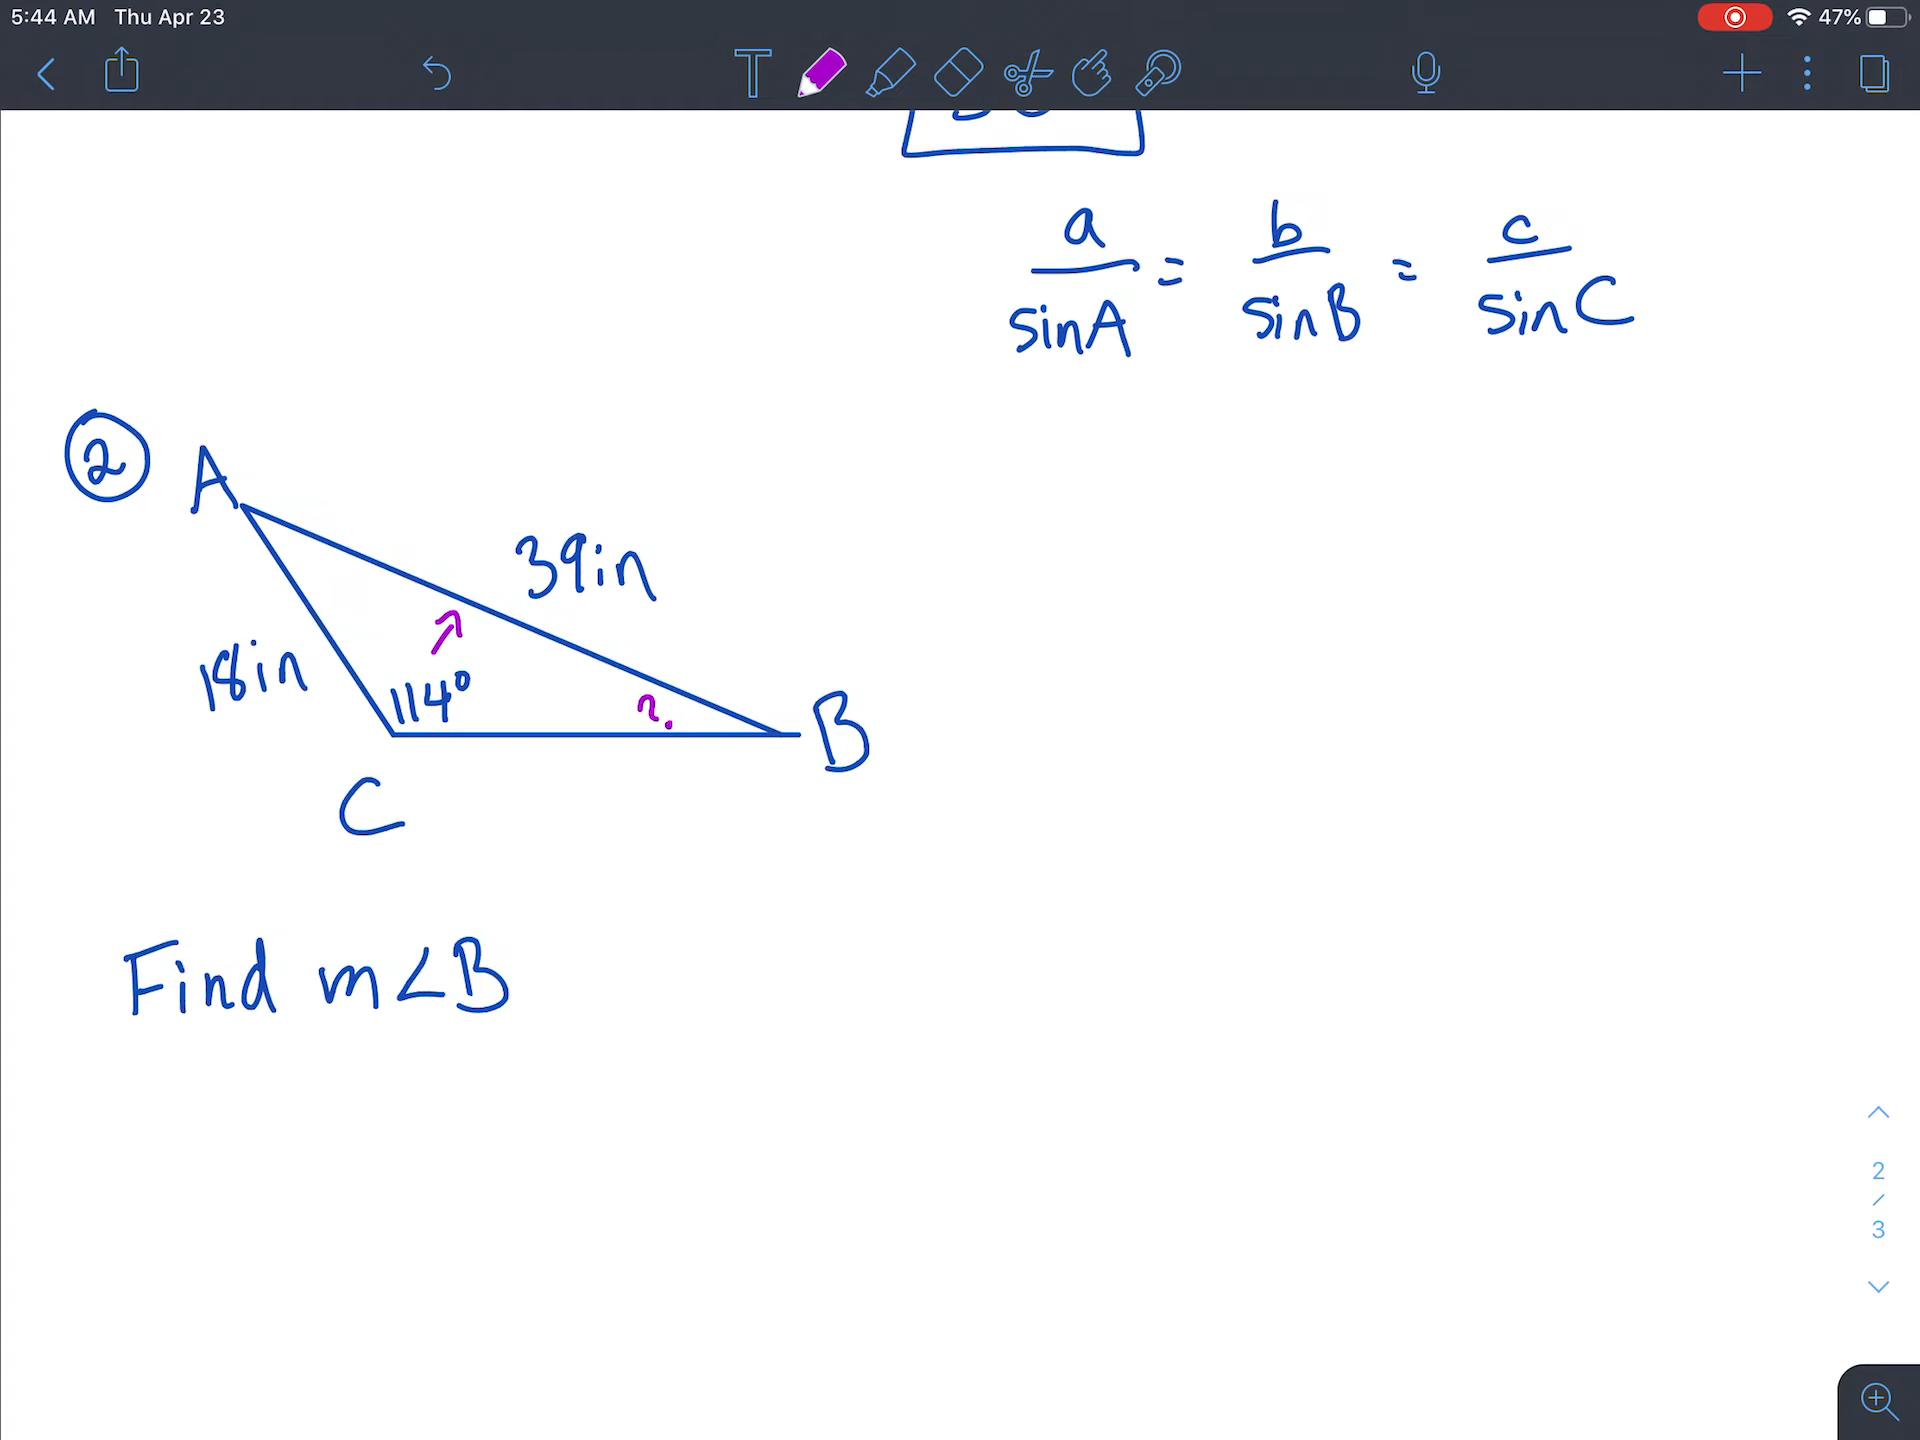 5:44 AM Thu Apr 23
47%
T
a b c
= =
sinA sinB sinC
2
A
39in
18in
114°
?
B
C
Find m∠B
2
/
3